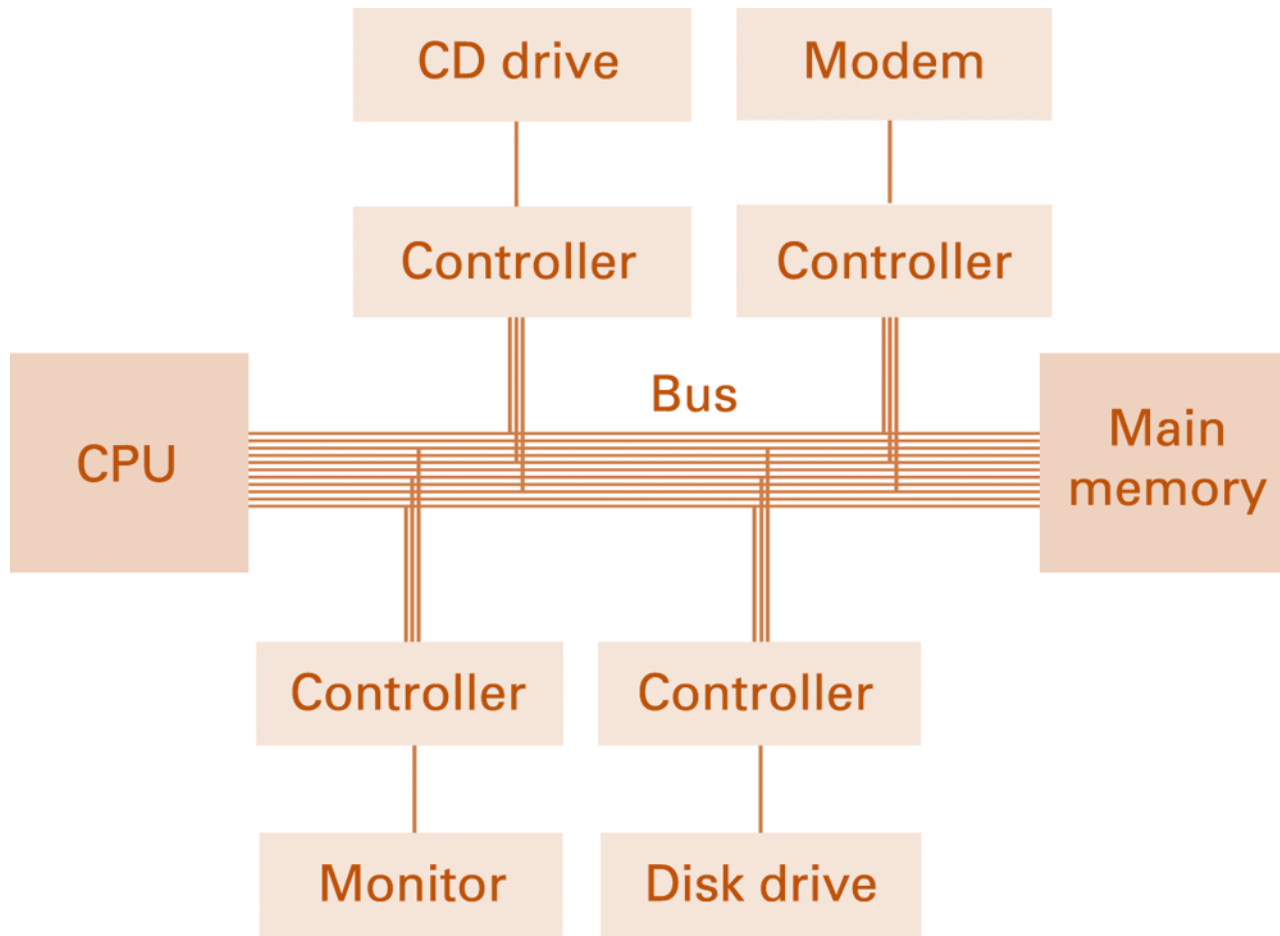 CD drive
Modem
Controller
Controller
Bus
CPU
Main
memory
Controller
Controller
Monitor
Disk drive